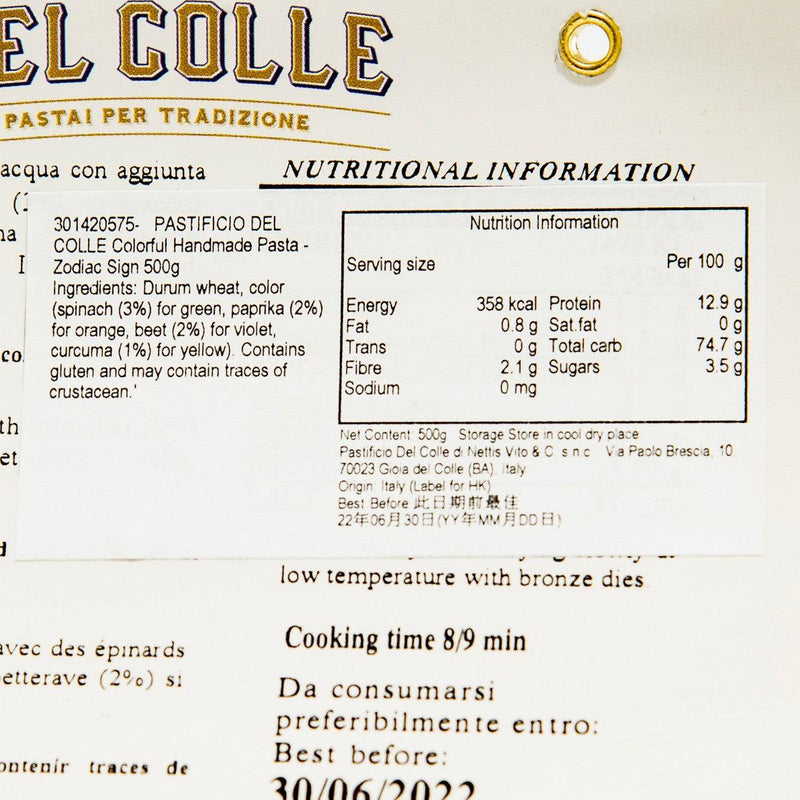 EL COLLE
PASTAI PER TRADIZIONE
acqua con aggiunta
NUTRITIONAL INFORMATION
301420575- PASTIFICIO DEL
COLLE Colorful Handmade Pasta -
Zodiac Sign 500g
Ingredients: Durum wheat, color
(spinach (3%) for green, paprika (2%)
for orange, beet (2%) for violet,
curcuma (1%) for yellow). Contains
gluten and may contain traces of
crustacean.'
Nutrition Information
Serving size Per 100 g
Energy 358 kcal Protein 12.9 g
Fat 0.8 g Sat.fat 0 g
Trans 0 g Total carb 74.7 g
Fibre 2.1 g Sugars 3.5 g
Sodium 0 mg
Net Content: 500g Storage Store in cool dry place
Pastificio Del Colle di Nettis Vito & C. s.n.c. Via Paolo Brescia, 10
70023 Gioia del Colle (BA), Italy
Origin: Italy (Label for HK)
Best Before 此日期前最佳
22年06月30日(YY年MM月DD日)
low temperature with bronze dies.
Cooking time 8/9 min
avec des épinards
betterave (2%) si
Da consumarsi
preferibilmente entro:
Best before:
ontenir traces de
30/06/2022